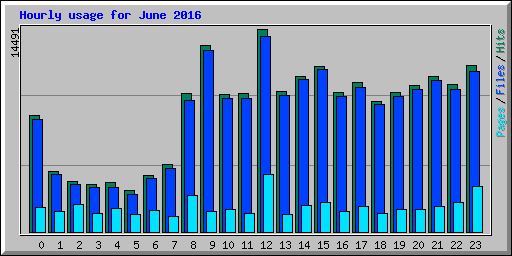 Hourly usage for June 2016
14491
Pages / Files / Hits
0 1 2 3 4 5 6 7 8 9 10 11 12 13 14 15 16 17 18 19 20 21 22 23